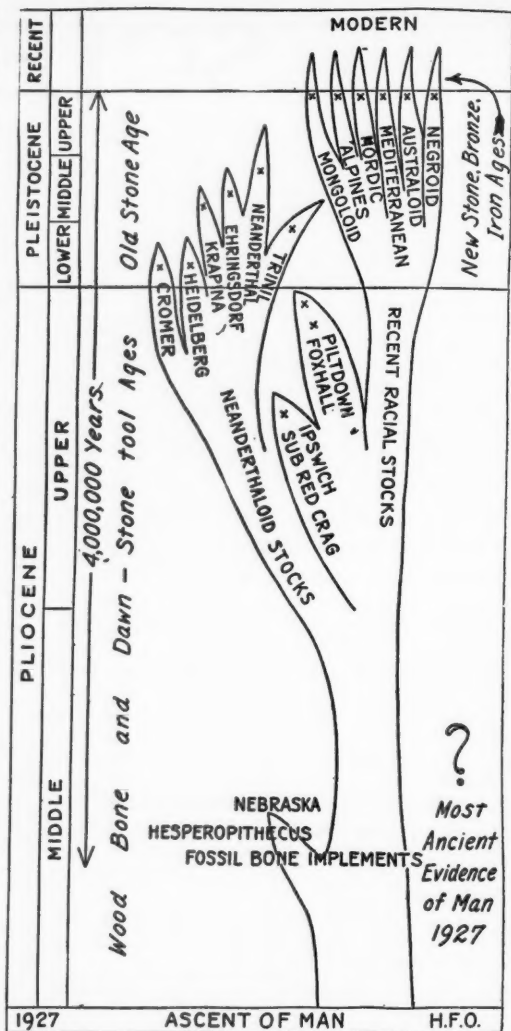 MODERN
RECENT
PLEISTOCENE
UPPER
MIDDLE
LOWER
Old Stone Age
MONGOLOID
ALPINES
NORDIC
MEDITERRANEAN
AUSTRALOID
NEGROID
New Stone, Bronze,
Iron Ages
CROMER
HEIDELBERG
KRAPINA
EHRINGSDORF
NEANDERTHAL
TRINIL
PILTDOWN
FOXHALL
RECENT RACIAL STOCKS
IPSWICH
SUB RED CRAG
NEANDERTHALOID STOCKS
PLIOCENE
UPPER
MIDDLE
4,000,000 Years
Wood Bone and Dawn - Stone tool Ages
NEBRASKA
HESPEROPITHECUS
FOSSIL BONE IMPLEMENTS
?
Most
Ancient
Evidence
of Man
1927
1927 ASCENT OF MAN H.F.O.